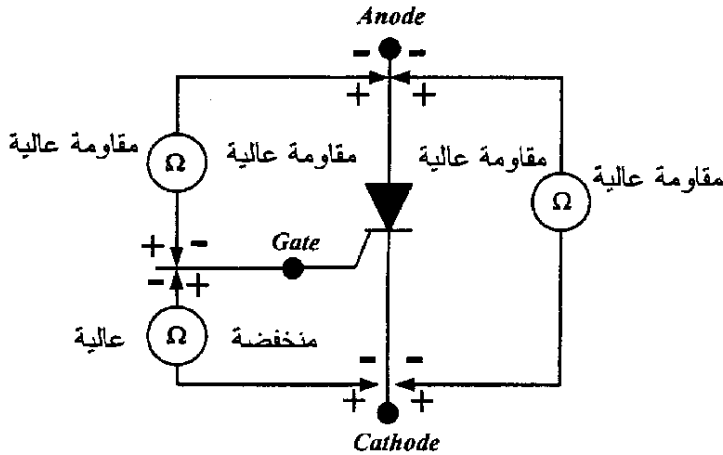 Anode
- -
+ +
مقاومة عالية Ω مقاومة عالية مقاومة عالية Ω مقاومة عالية
+ -
Gate
- +
عالية Ω منخفضة
- -
+ +
Cathode